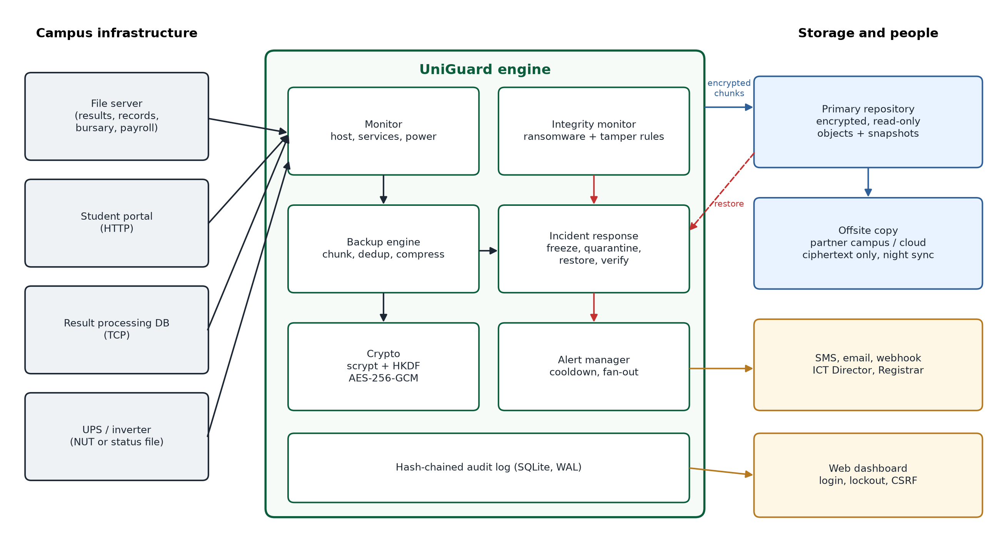 Campus infrastructure
Storage and people
UniGuard engine
File server
(results, records,
bursary, payroll)
Student portal
(HTTP)
Result processing DB
(TCP)
UPS / inverter
(NUT or status file)
Monitor
host, services, power
Integrity monitor
ransomware + tamper rules
Backup engine
chunk, dedup, compress
Incident response
freeze, quarantine,
restore, verify
Crypto
scrypt + HKDF
AES-256-GCM
Alert manager
cooldown, fan-out
Hash-chained audit log (SQLite, WAL)
encrypted
chunks
restore
Primary repository
encrypted, read-only
objects + snapshots
Offsite copy
partner campus / cloud
ciphertext only, night sync
SMS, email, webhook
ICT Director, Registrar
Web dashboard
login, lockout, CSRF